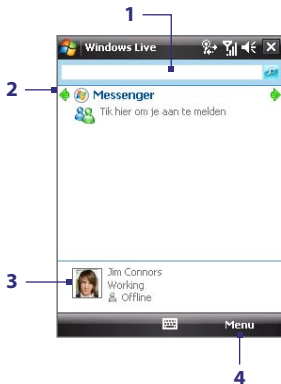 1
Windows Live
2
Messenger
Tik hier om je aan te melden
3
Jim Connors
Working
Offline
Menu
4